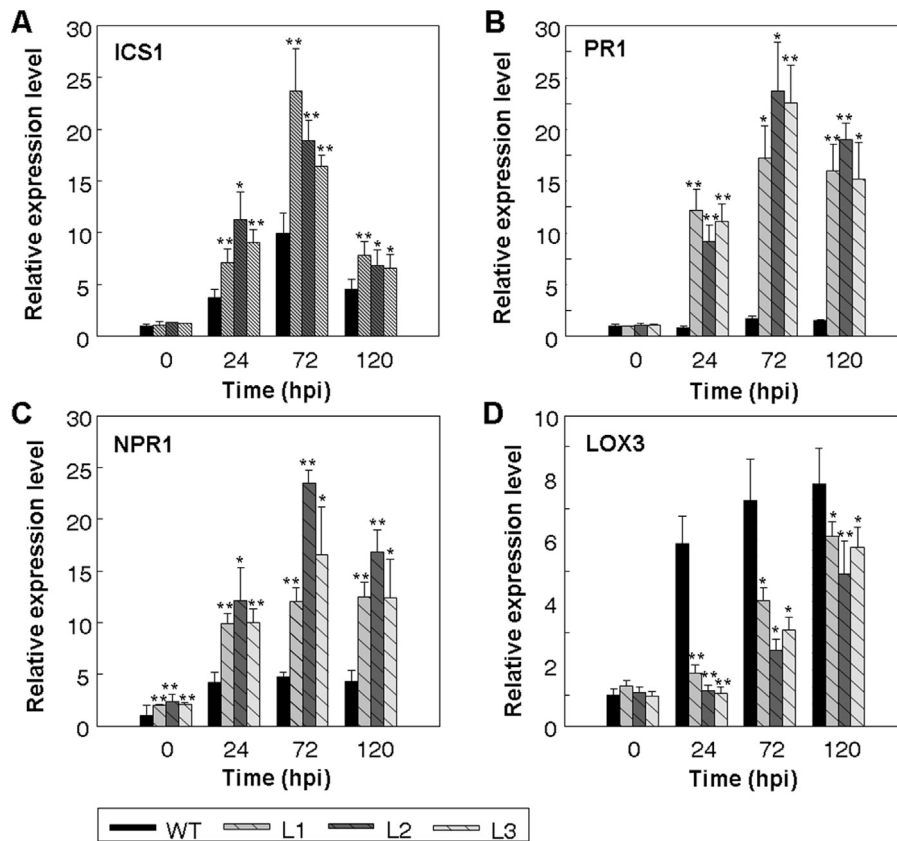 A
ICS1
Relative expression level
30
25
20
15
10
5
0
** * **
** ** **
** * *
0 24 72 120
Time (hpi)
B
PR1
Relative expression level
30
25
20
15
10
5
0
** ** **
* * **
** ** *
0 24 72 120
Time (hpi)
C
NPR1
Relative expression level
30
25
20
15
10
5
0
** ** **
** * **
** ** *
** ** *
0 24 72 120
Time (hpi)
D
LOX3
Relative expression level
10
8
6
4
2
0
** ** **
* * *
* ** *
0 24 72 120
Time (hpi)
WT L1 L2 L3